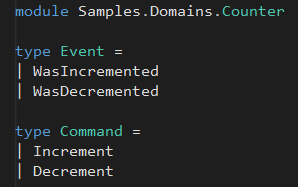 module Samples.Domains.Counter
type Event =
| WasIncremented
| WasDecremented
type Command =
| Increment
| Decrement